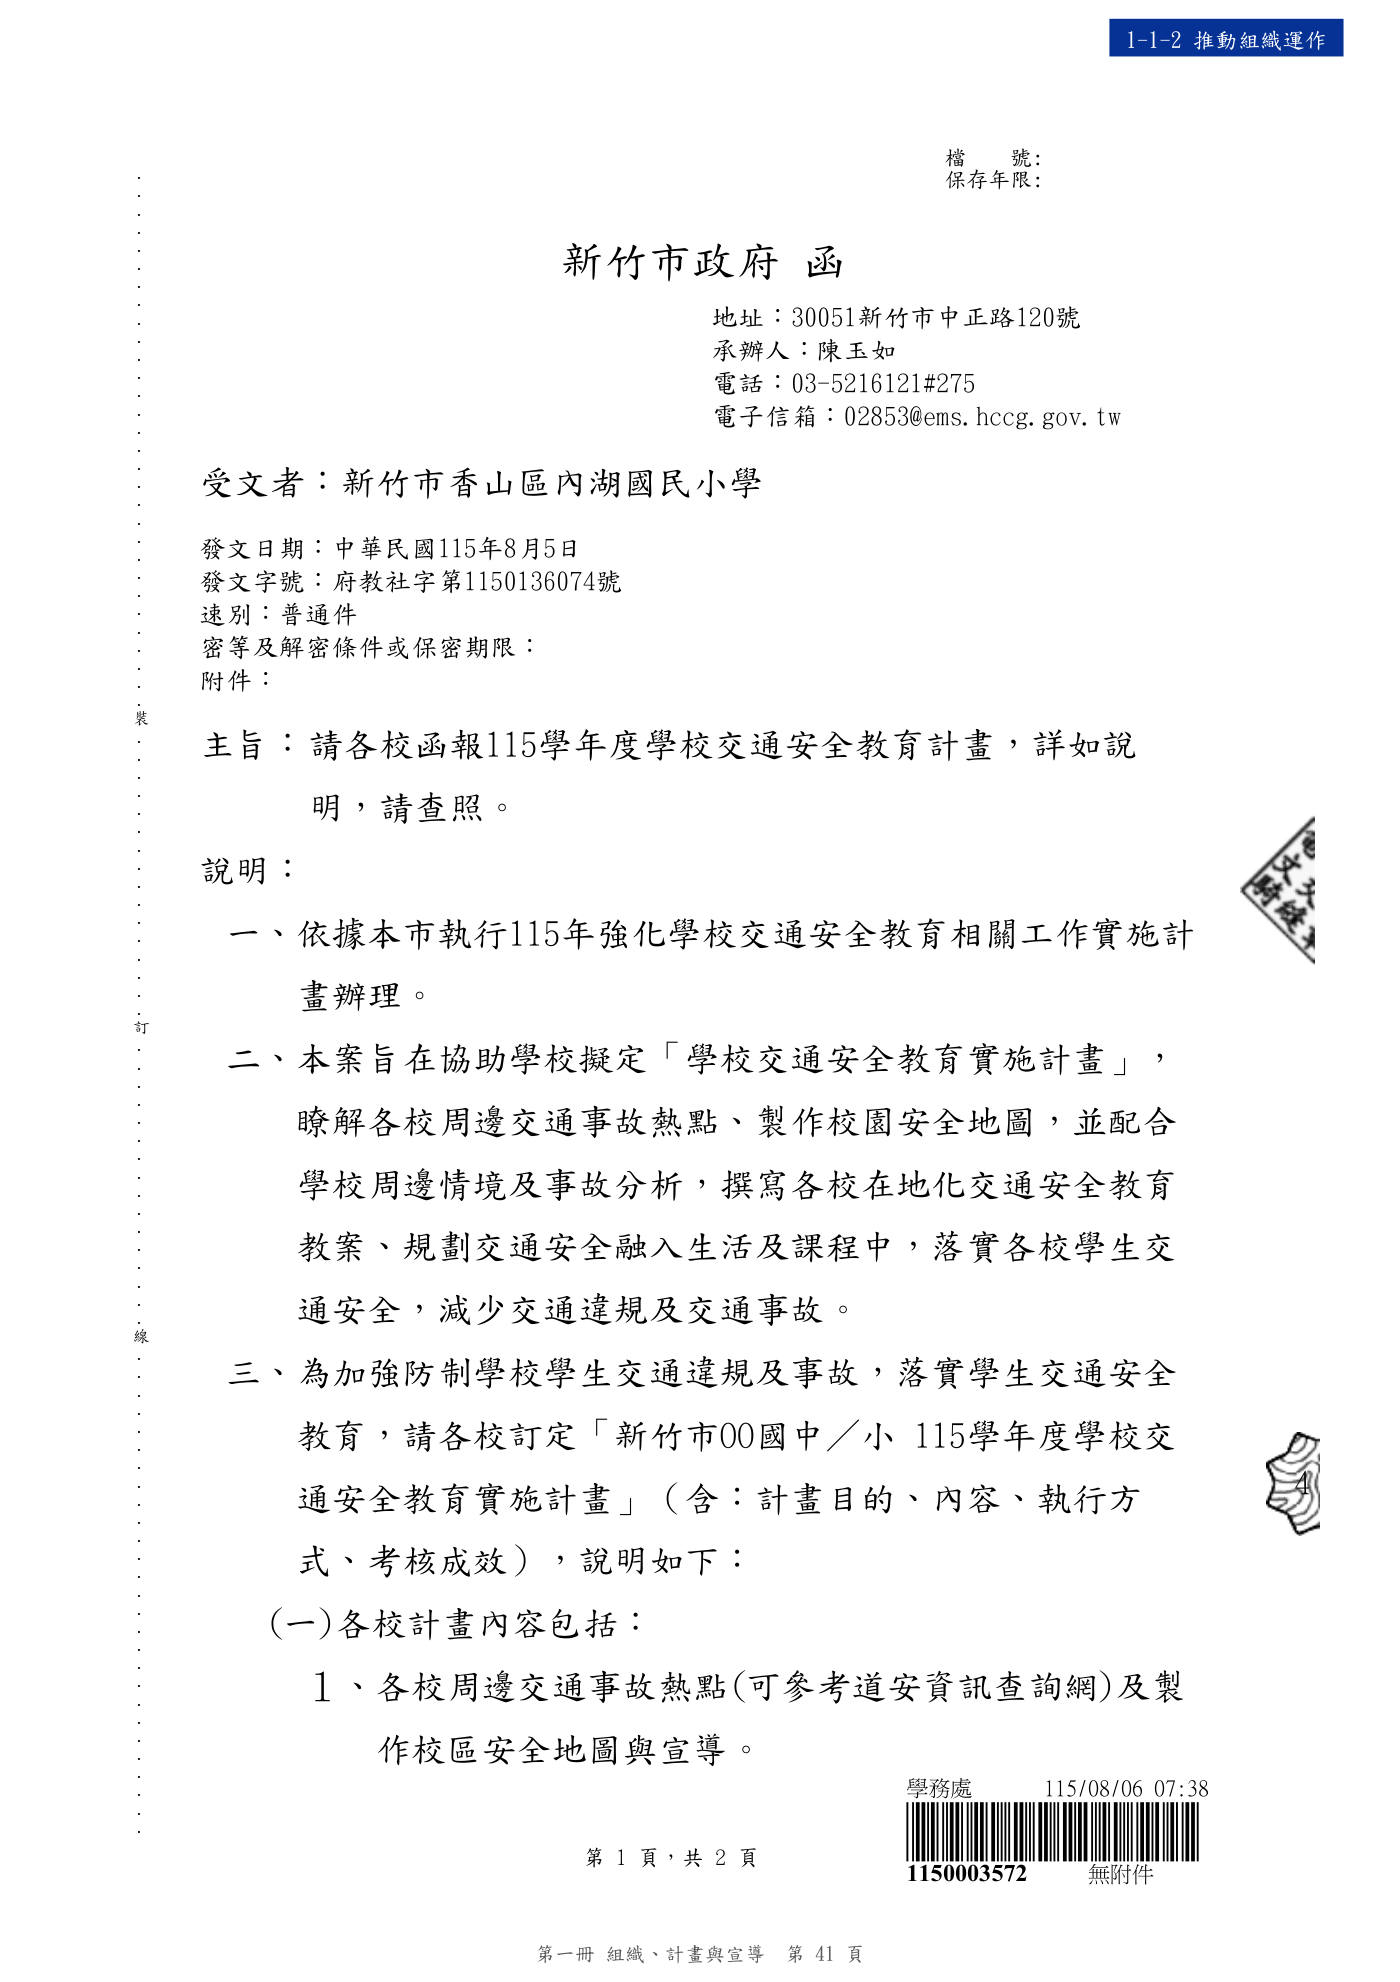 1-1-2 推動組織運作
檔　　號:
保存年限:
新竹市政府 函
地址：30051新竹市中正路120號
承辦人：陳玉如
電話：03-5216121#275
電子信箱：02853@ems.hccg.gov.tw
受文者：新竹市香山區內湖國民小學
發文日期：中華民國115年8月5日
發文字號：府教社字第1150136074號
速別：普通件
密等及解密條件或保密期限：
附件：
主旨：請各校函報115學年度學校交通安全教育計畫，詳如說
明，請查照。
說明：
一、依據本市執行115年強化學校交通安全教育相關工作實施計
畫辦理。
二、本案旨在協助學校擬定「學校交通安全教育實施計畫」，
瞭解各校周邊交通事故熱點、製作校園安全地圖，並配合
學校周邊情境及事故分析，撰寫各校在地化交通安全教育
教案、規劃交通安全融入生活及課程中，落實各校學生交
通安全，減少交通違規及交通事故。
三、為加強防制學校學生交通違規及事故，落實學生交通安全
教育，請各校訂定「新竹市OO國中／小 115學年度學校交
通安全教育實施計畫」（含：計畫目的、內容、執行方
式、考核成效），說明如下：
(一)各校計畫內容包括：
１、各校周邊交通事故熱點(可參考道安資訊查詢網)及製
作校區安全地圖與宣導。
裝
訂
線
文
騎縫
4
學務處 115/08/06 07:38
1150003572 無附件
第 1 頁，共 2 頁
第一冊 組織、計畫與宣導　第 41 頁